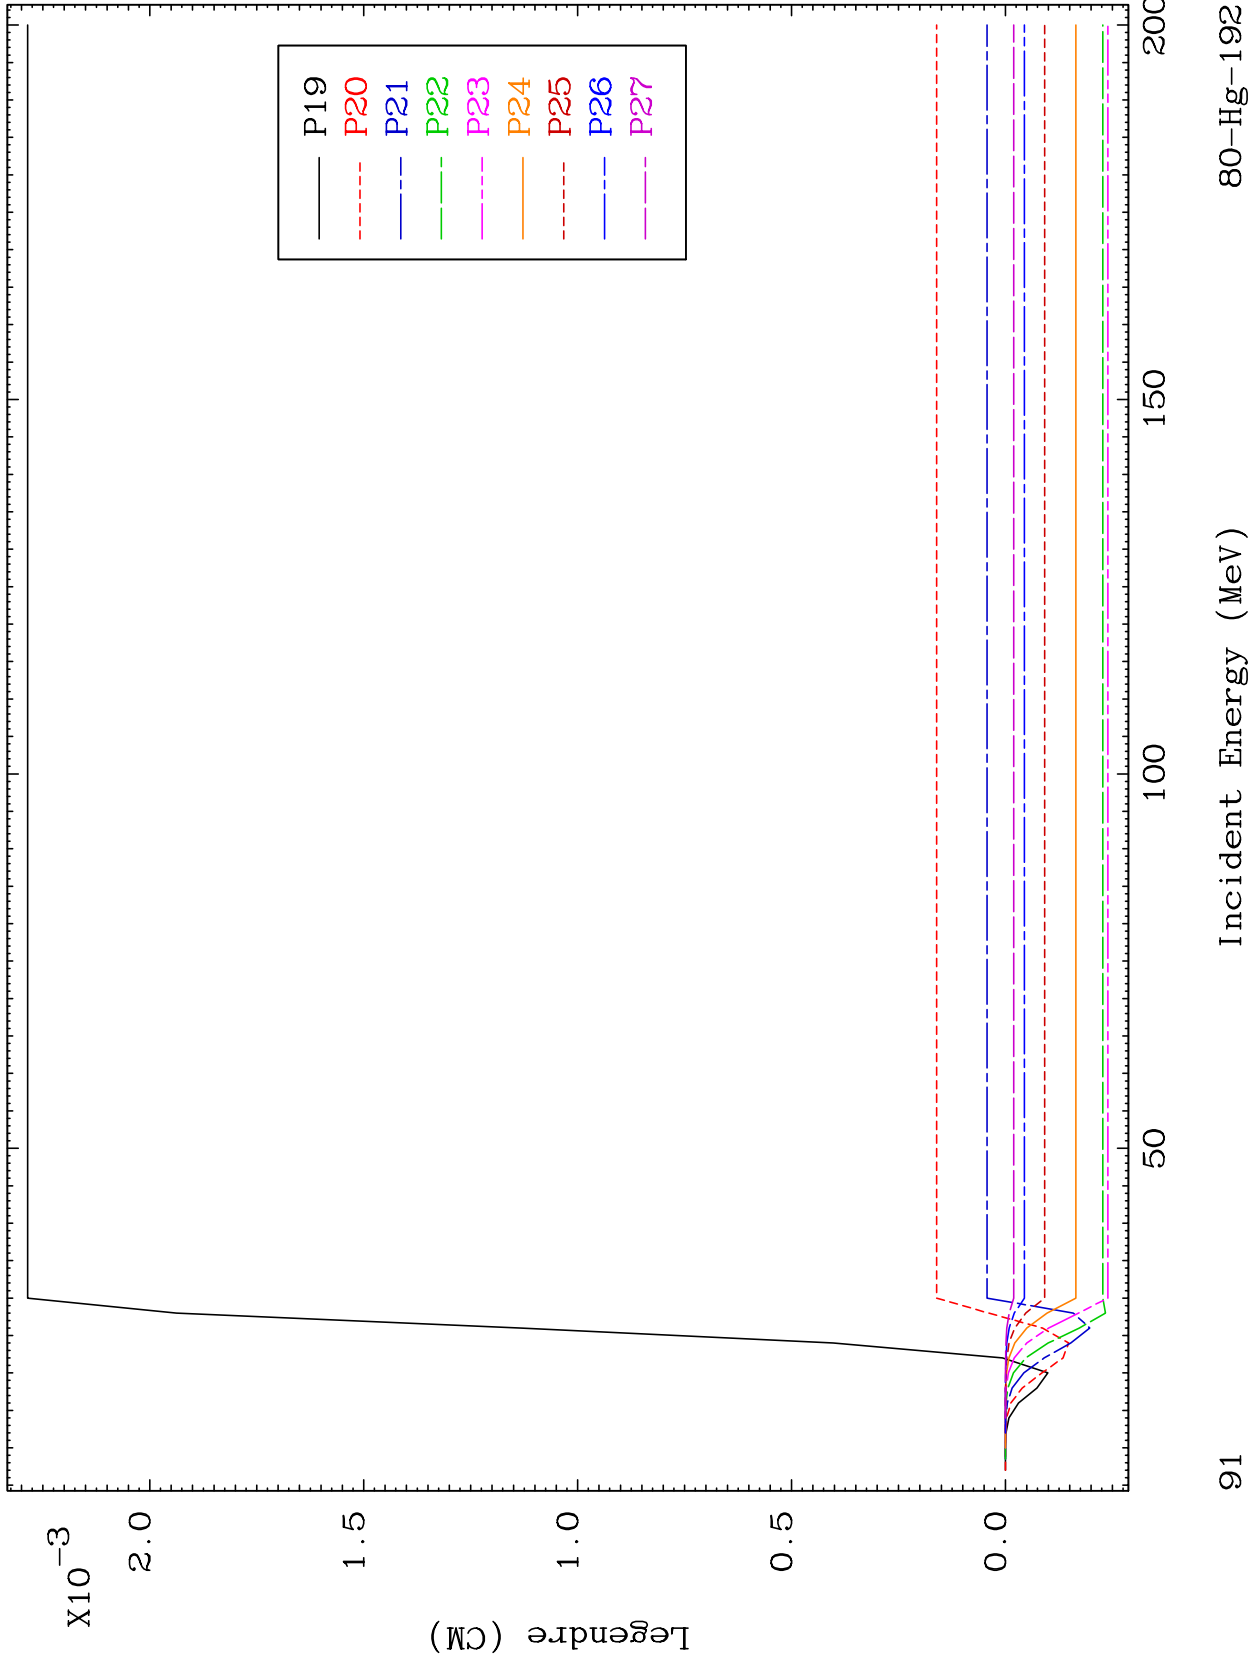 X10-3
2.0
1.5
1.0
0.5
0.0
Legendre (CM)
P19
P20
P21
P22
P23
P24
P25
P26
P27
50
100
150
200
Incident Energy (MeV)
91
80-Hg-192